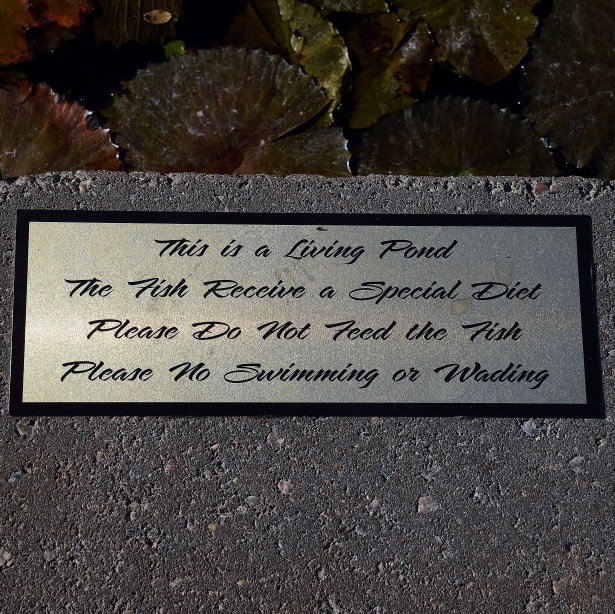 This is a Living Pond
The Fish Receive a Special Diet
Please Do Not Feed the Fish
Please No Swimming or Wading